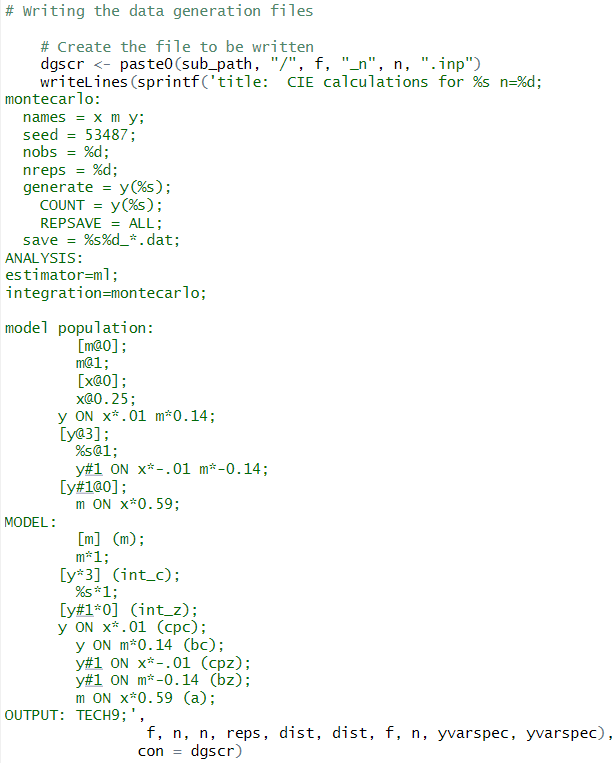 # Writing the data generation files
# Create the file to be written
dgscr <- paste0(sub_path, "/", f, "_n", n, ".inp")
writeLines(sprintf('title:  CIE calculations for %s n=%d;
montecarlo:
names = x m y;
seed = 53487;
nobs = %d;
nreps = %d;
generate = y(%s);
COUNT = y(%s);
REPSAVE = ALL;
save = %s%d_*.dat;
ANALYSIS:
estimator=ml;
integration=montecarlo;
model population:
[m@0];
m@1;
[x@0];
x@0.25;
y ON x*.01 m*0.14;
[y@3];
%s@1;
y#1 ON x*-.01 m*-0.14;
[y#1@0];
m ON x*0.59;
MODEL:
[m] (m);
m*1;
[y*3] (int_c);
%s*1;
[y#1*0] (int_z);
y ON x*.01 (cpc);
y ON m*0.14 (bc);
y#1 ON x*-.01 (cpz);
y#1 ON m*-0.14 (bz);
m ON x*0.59 (a);
OUTPUT: TECH9;',
f, n, n, reps, dist, dist, f, n, yvarspec, yvarspec),
con = dgscr)